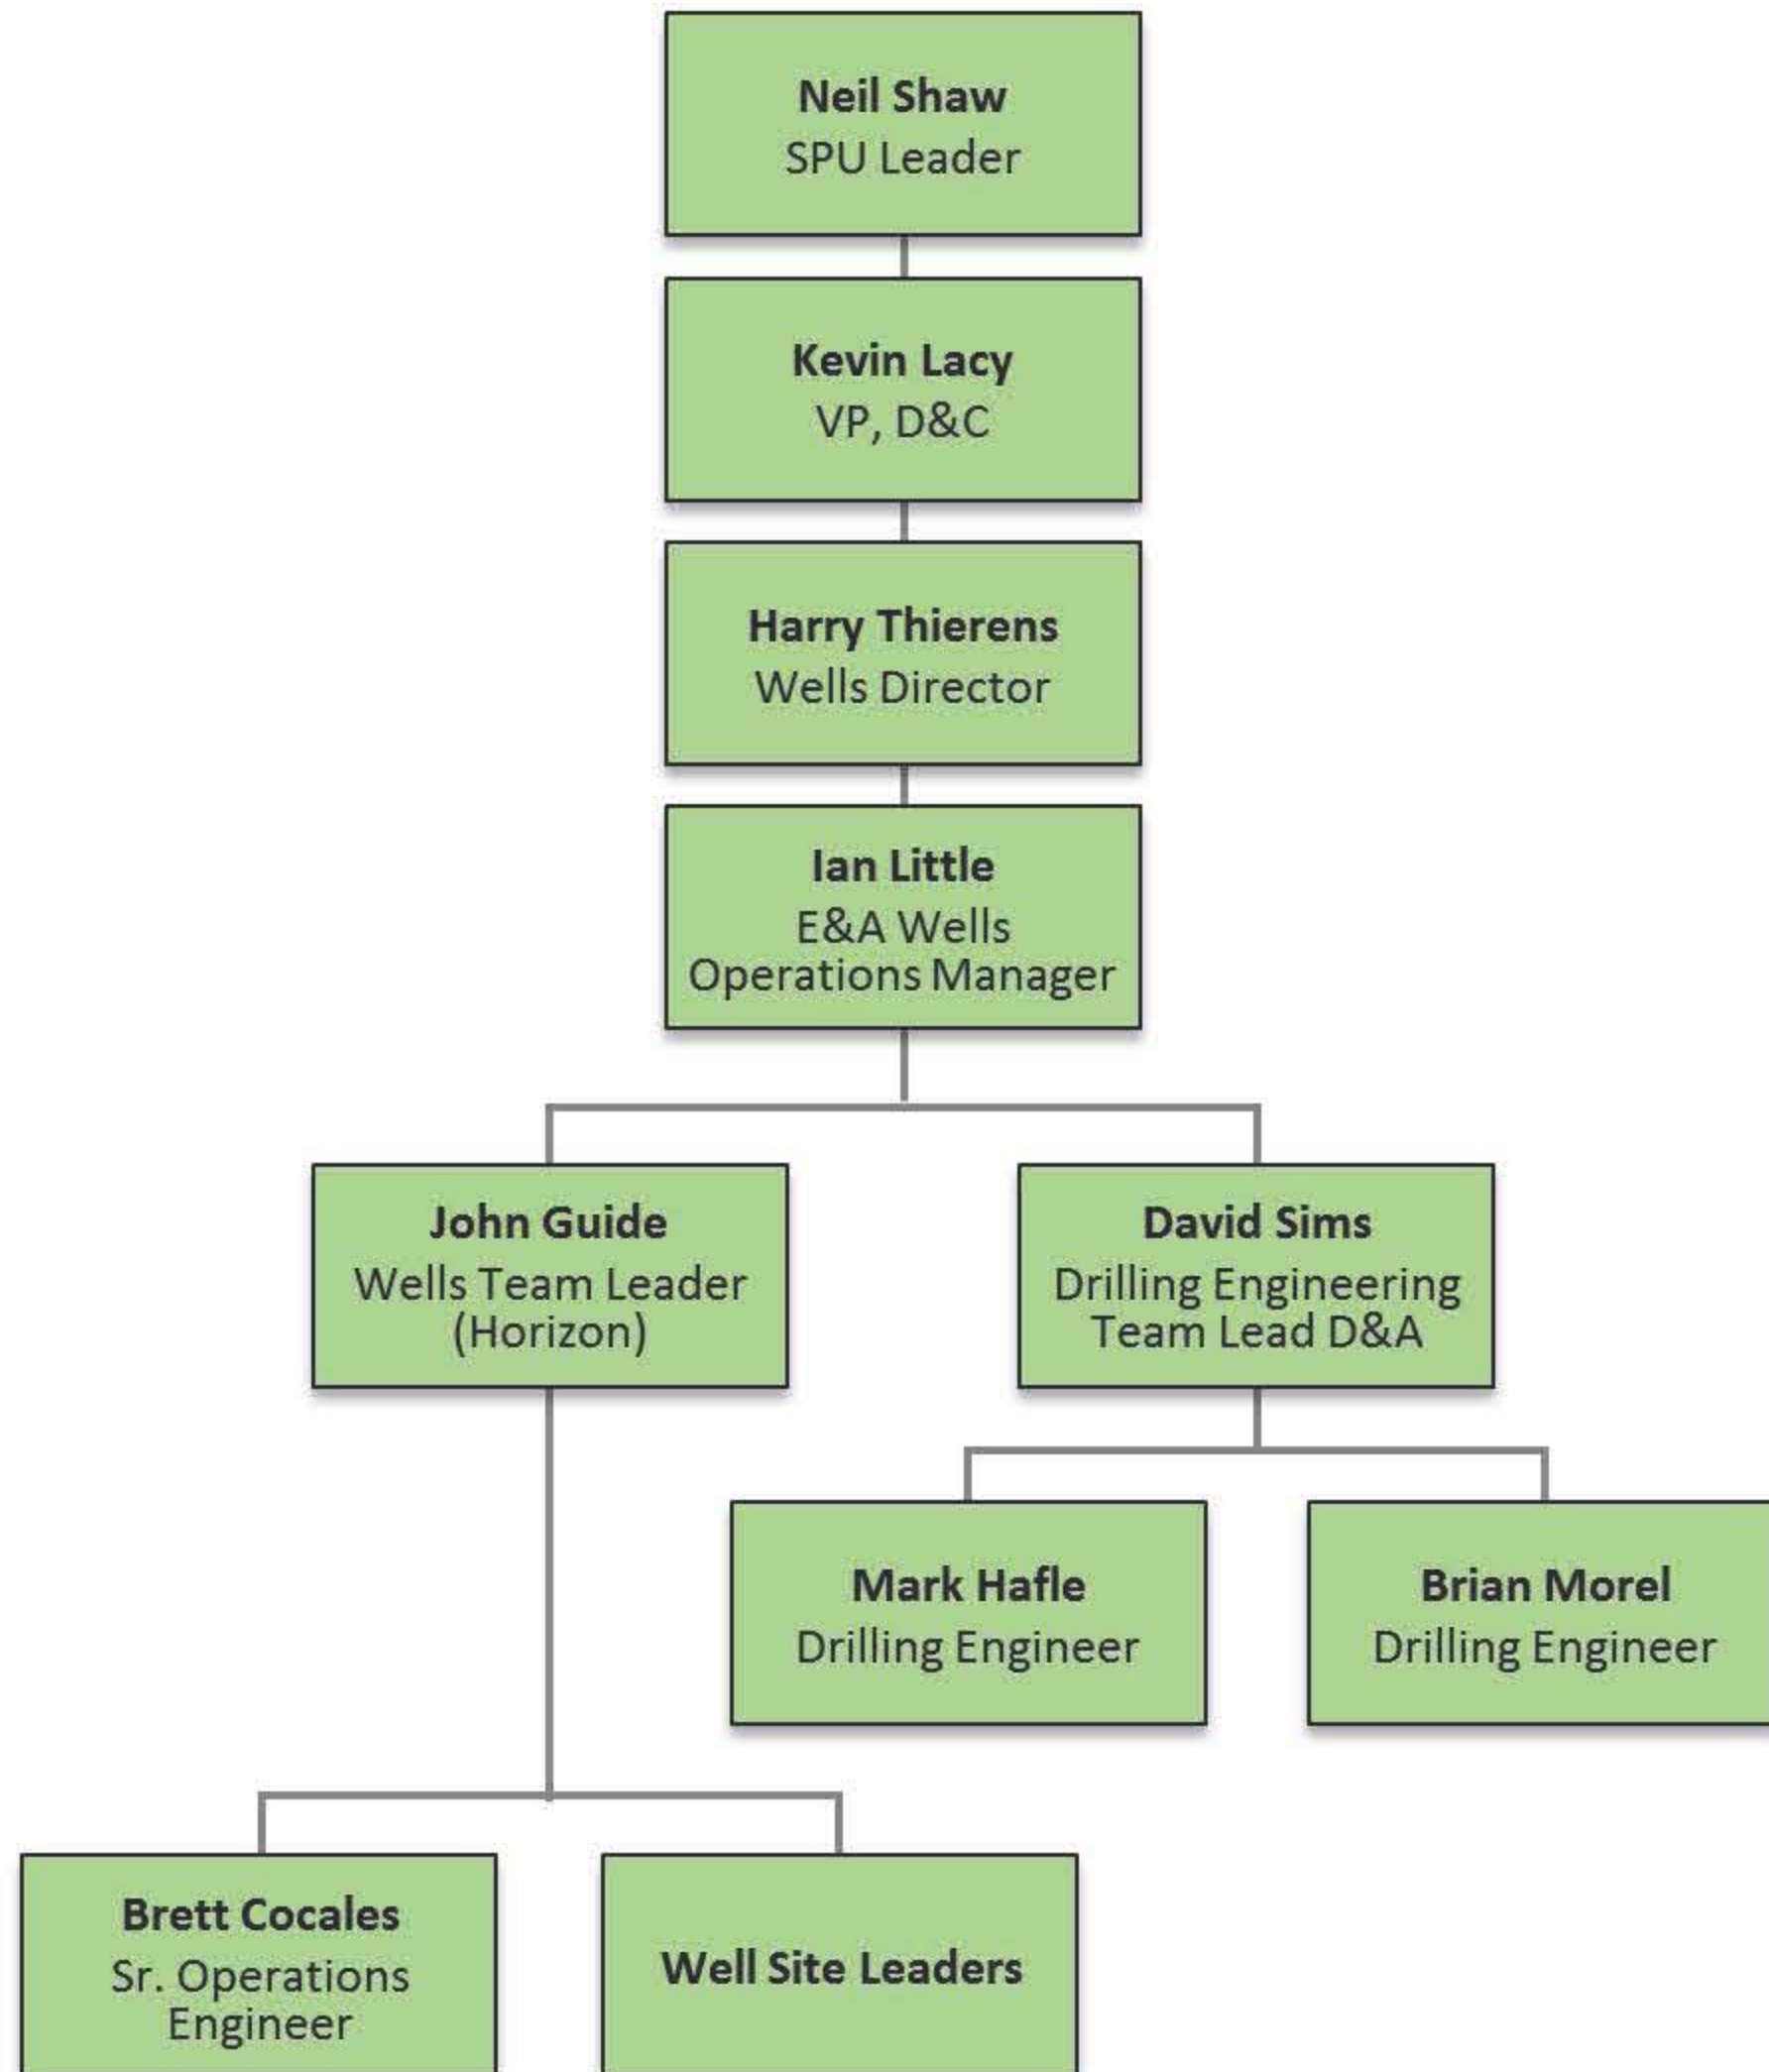 Neil Shaw
SPU Leader
Kevin Lacy
VP, D&C
Harry Thierens
Wells Director
Ian Little
E&A Wells
Operations Manager
John Guide
Wells Team Leader
(Horizon)
David Sims
Drilling Engineering
Team Lead D&A
Mark Hafle
Drilling Engineer
Brian Morel
Drilling Engineer
Brett Cocales
Sr. Operations
Engineer
Well Site Leaders